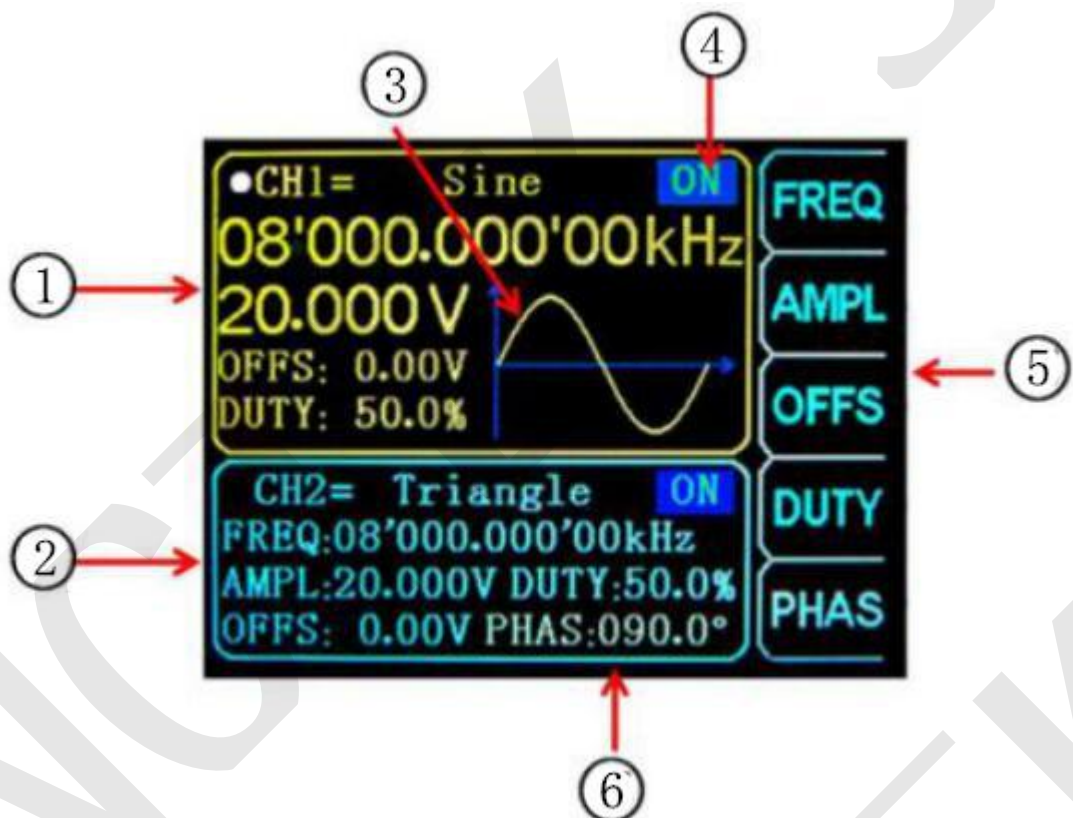 ④
③
●CH1= Sine ON
08'000.000'00kHz
20.000V
OFFS: 0.00V
DUTY: 50.0%
①
CH2= Triangle ON
FREQ:08'000.000'00kHz
AMPL:20.000V DUTY:50.0%
OFFS: 0.00V PHAS:090.0°
②
FREQ
AMPL
OFFS
DUTY
PHAS
⑤
⑥